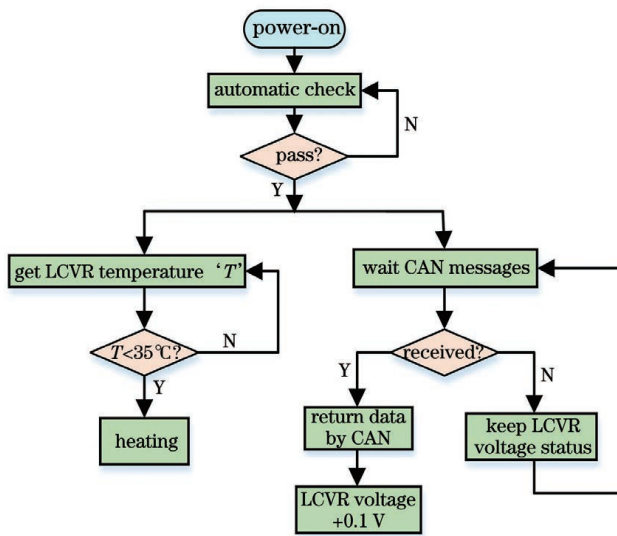 power-on
automatic check
N
pass?
Y
get LCVR temperature ‘T’
wait CAN messages
T<35℃?
N
received?
Y
Y
N
heating
return data
by CAN
keep LCVR
voltage status
LCVR voltage
+0.1 V